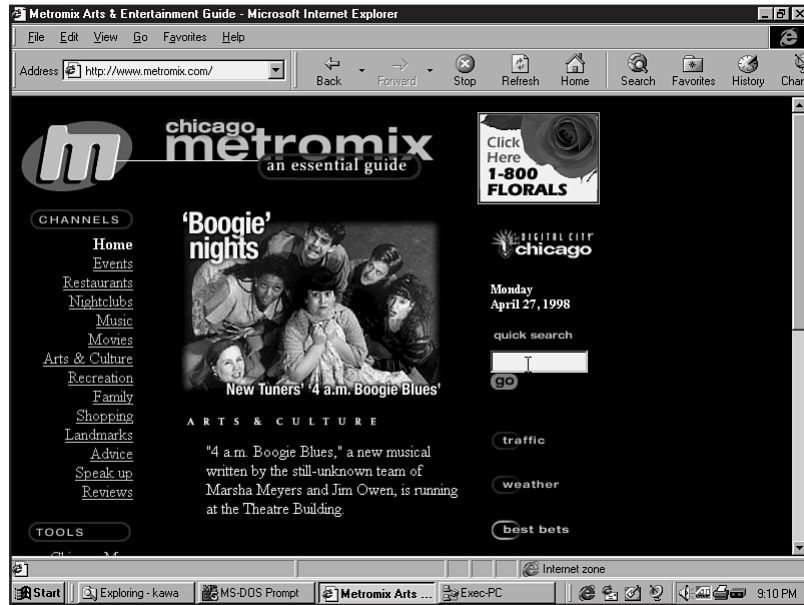 Metromix Arts & Entertainment Guide - Microsoft Internet Explorer
File Edit View Go Favorites Help
Address http://www.metromix.com/ Back Forward Stop Refresh Home Search Favorites History
chicago
metromix
an essential guide
Click
Here
1-800
FLORALS
CHANNELS
Home
Events
Restaurants
Nightclubs
Music
Movies
Arts & Culture
Recreation
Family
Shopping
Landmarks
Advice
Speak up
Reviews
TOOLS
'Boogie'
nights
New Tuners' '4 a.m. Boogie Blues'
ARTS & CULTURE
"4 a.m. Boogie Blues," a new musical
written by the still-unknown team of
Marsha Meyers and Jim Owen, is running
at the Theatre Building.
DIGITAL CITY
chicago
Monday
April 27, 1998
quick search
go
traffic
weather
best bets
Internet zone
Start Exploring - kawa MS-DOS Prompt Metromix Arts ... Exec-PC 9:10 PM